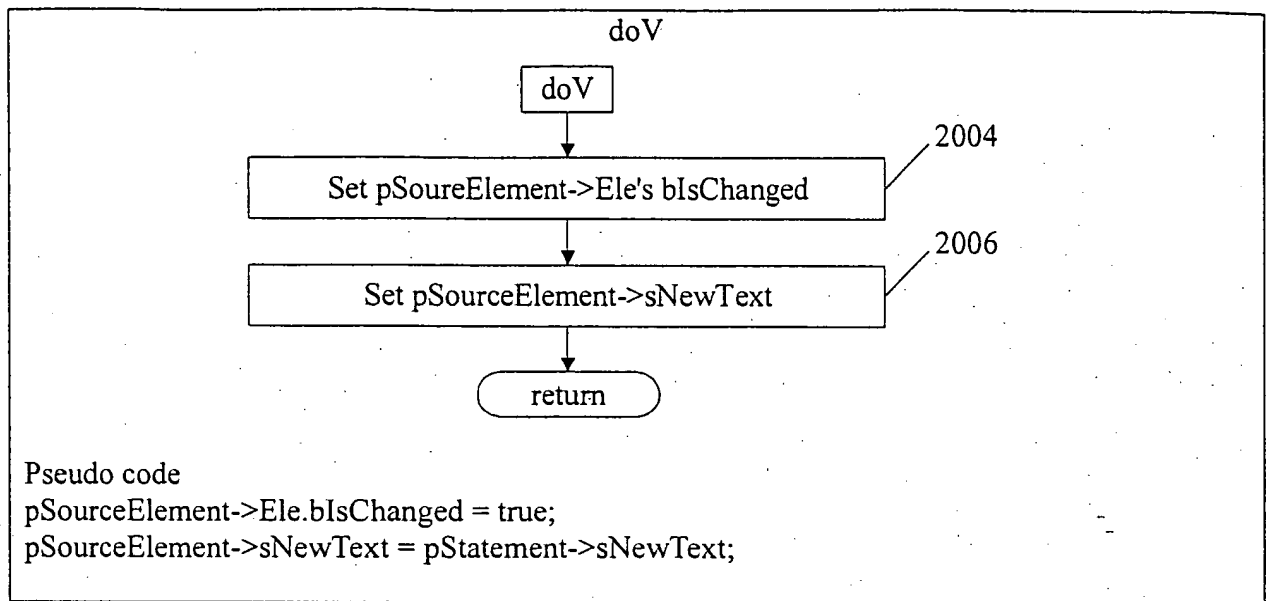 doV
doV
2004
Set pSoureElement->Ele's bIsChanged
2006
Set pSourceElement->sNewText
return
Pseudo code
pSourceElement->Ele.bIsChanged = true;
pSourceElement->sNewText = pStatement->sNewText;